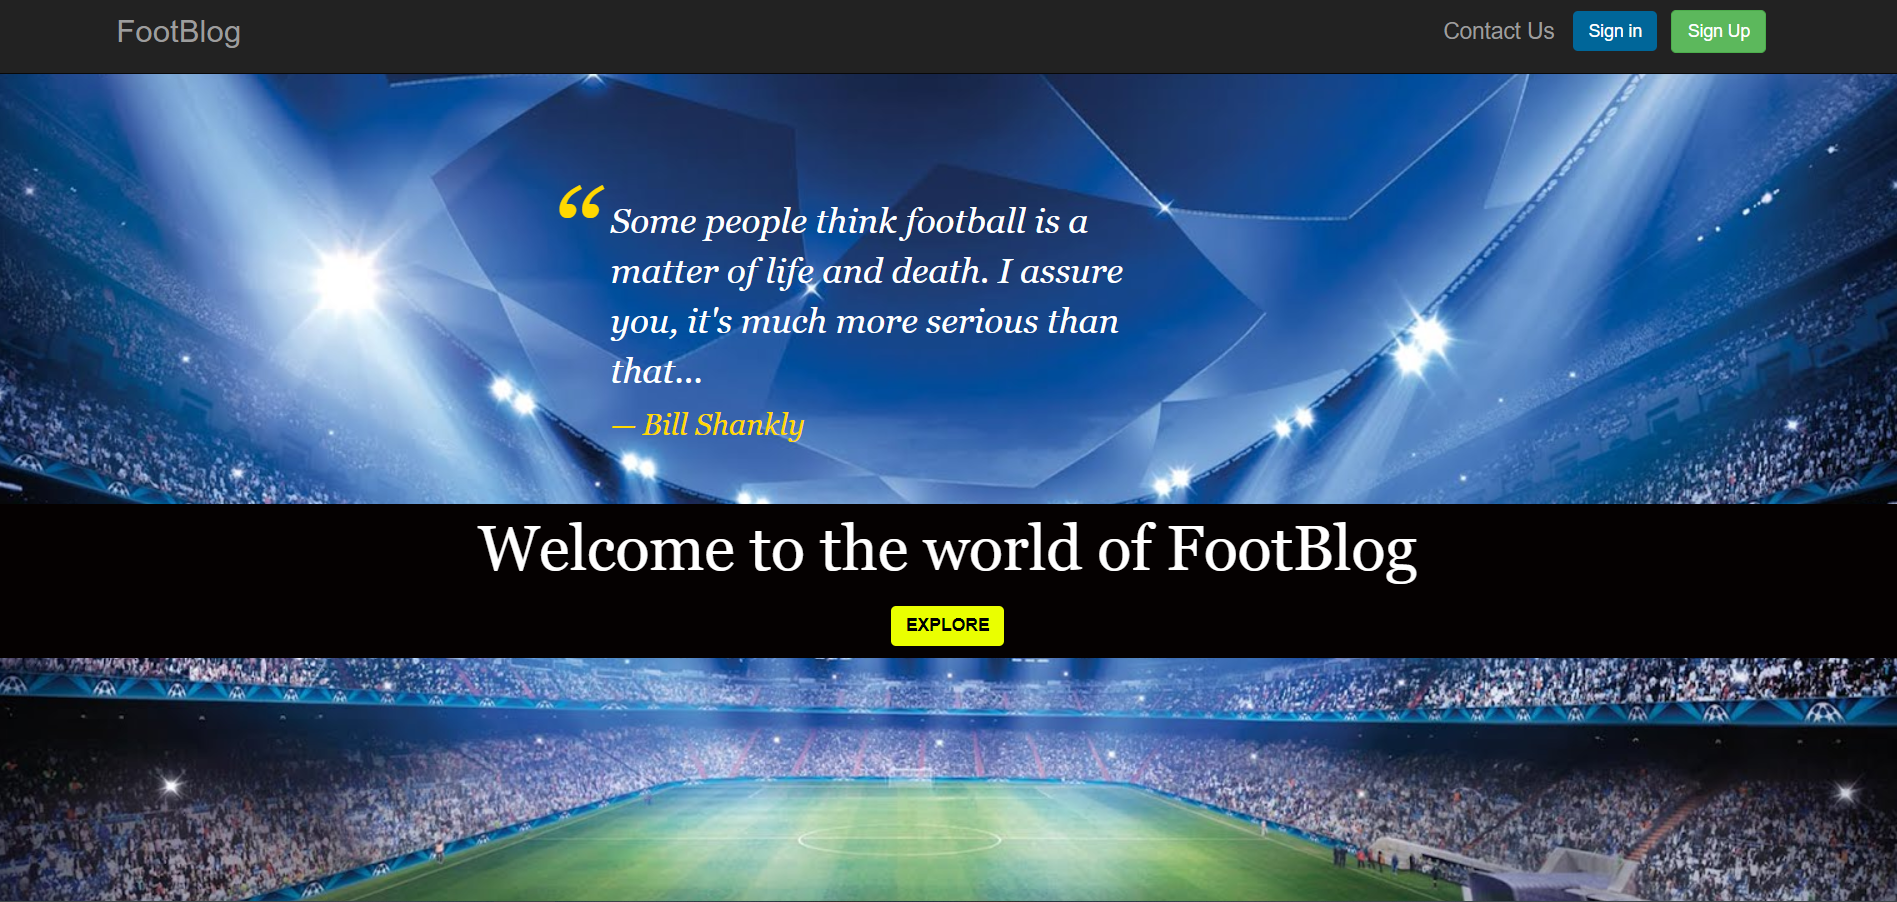 FootBlog
Contact Us
Sign in
Sign Up
“Some people think football is a
matter of life and death. I assure
you, it's much more serious than
that...
— Bill Shankly
Welcome to the world of FootBlog
EXPLORE